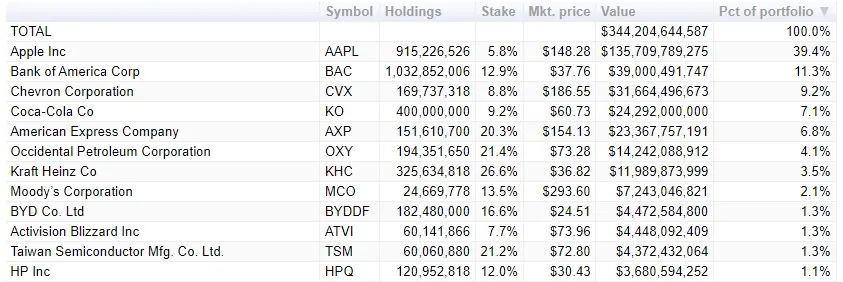 Symbol Holdings Stake Mkt. price Value Pct of portfolio ▼
TOTAL $344,204,644,587 100.0%
Apple Inc AAPL 915,226,526 5.8% $148.28 $135,709,789,275 39.4%
Bank of America Corp BAC 1,032,852,006 12.9% $37.76 $39,000,491,747 11.3%
Chevron Corporation CVX 169,737,318 8.8% $186.55 $31,664,496,673 9.2%
Coca-Cola Co KO 400,000,000 9.2% $60.73 $24,292,000,000 7.1%
American Express Company AXP 151,610,700 20.3% $154.13 $23,367,757,191 6.8%
Occidental Petroleum Corporation OXY 194,351,650 21.4% $73.28 $14,242,088,912 4.1%
Kraft Heinz Co KHC 325,634,818 26.6% $36.82 $11,989,873,999 3.5%
Moody's Corporation MCO 24,669,778 13.5% $293.60 $7,243,046,821 2.1%
BYD Co. Ltd BYDDF 182,480,000 16.6% $24.51 $4,472,584,800 1.3%
Activision Blizzard Inc ATVI 60,141,866 7.7% $73.96 $4,448,092,409 1.3%
Taiwan Semiconductor Mfg. Co. Ltd. TSM 60,060,880 21.2% $72.80 $4,372,432,064 1.3%
HP Inc HPQ 120,952,818 12.0% $30.43 $3,680,594,252 1.1%